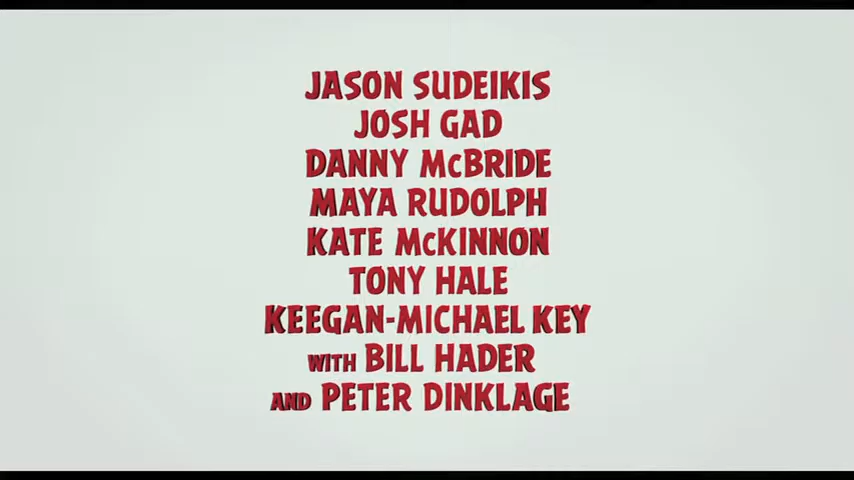 JASON SUDEIKIS
JOSH GAD
DANNY McBRIDE
MAYA RUDOLPH
KATE McKINNON
TONY HALE
KEEGAN-MICHAEL KEY
WITH BILL HADER
AND PETER DINKLAGE